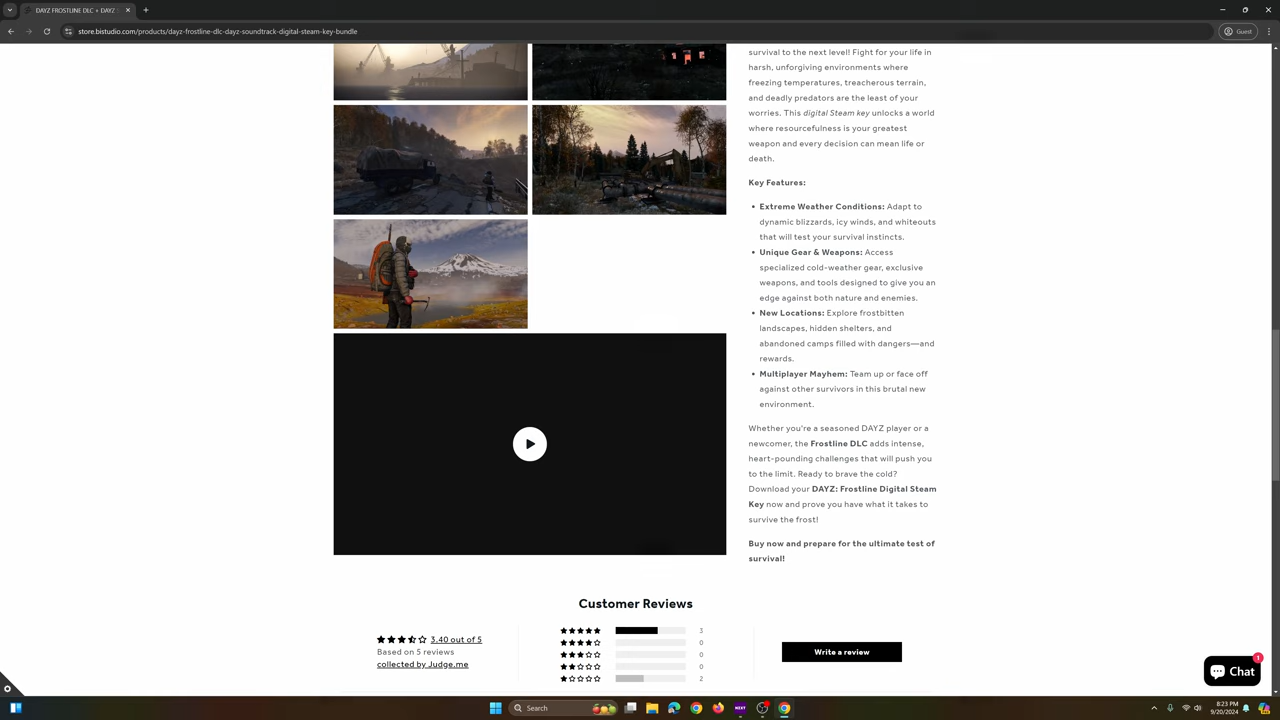 DAYZ FROSTLINE DLC + DAYZ
store.bistudio.com/products/dayz-frostline-dlc-dayz-soundtrack-digital-steam-key-bundle
Guest
survival to the next level! Fight for your life in
harsh, unforgiving environments where
freezing temperatures, treacherous terrain,
and deadly predators are the least of your
worries. This digital Steam key unlocks a world
where resourcefulness is your greatest
weapon and every decision can mean life or
death.
Key Features:
• Extreme Weather Conditions: Adapt to
dynamic blizzards, icy winds, and whiteouts
that will test your survival instincts.
• Unique Gear & Weapons: Access
specialized cold-weather gear, exclusive
weapons, and tools designed to give you an
edge against both nature and enemies.
• New Locations: Explore frostbitten
landscapes, hidden shelters, and
abandoned camps filled with dangers—and
rewards.
• Multiplayer Mayhem: Team up or face off
against other survivors in this brutal new
environment.
Whether you're a seasoned DAYZ player or a
newcomer, the Frostline DLC adds intense,
heart-pounding challenges that will push you
to the limit. Ready to brave the cold?
Download your DAYZ: Frostline Digital Steam
Key now and prove you have what it takes to
survive the frost!
Buy now and prepare for the ultimate test of
survival!
Customer Reviews
3.40 out of 5
Based on 5 reviews
collected by Judge.me
3
0
0
0
2
Write a review
Chat
1
Search
NZXT
8:23 PM
9/20/2024